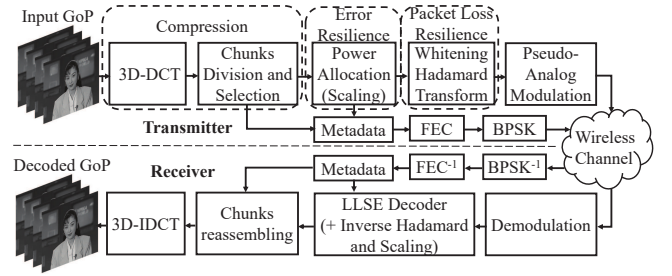 Input GoP
Compression
Error
Resilience
Packet Loss
Resilience
3D-DCT
Chunks
Division and
Selection
Power
Allocation
(Scaling)
Whitening
Hadamard
Transform
Pseudo-
Analog
Modulation
Transmitter
Metadata
FEC
BPSK
Wireless
Channel
Decoded GoP
Receiver
Metadata
FEC-1
BPSK-1
3D-IDCT
Chunks
reassembling
LLSE Decoder
(+ Inverse Hadamard
and Scaling)
Demodulation